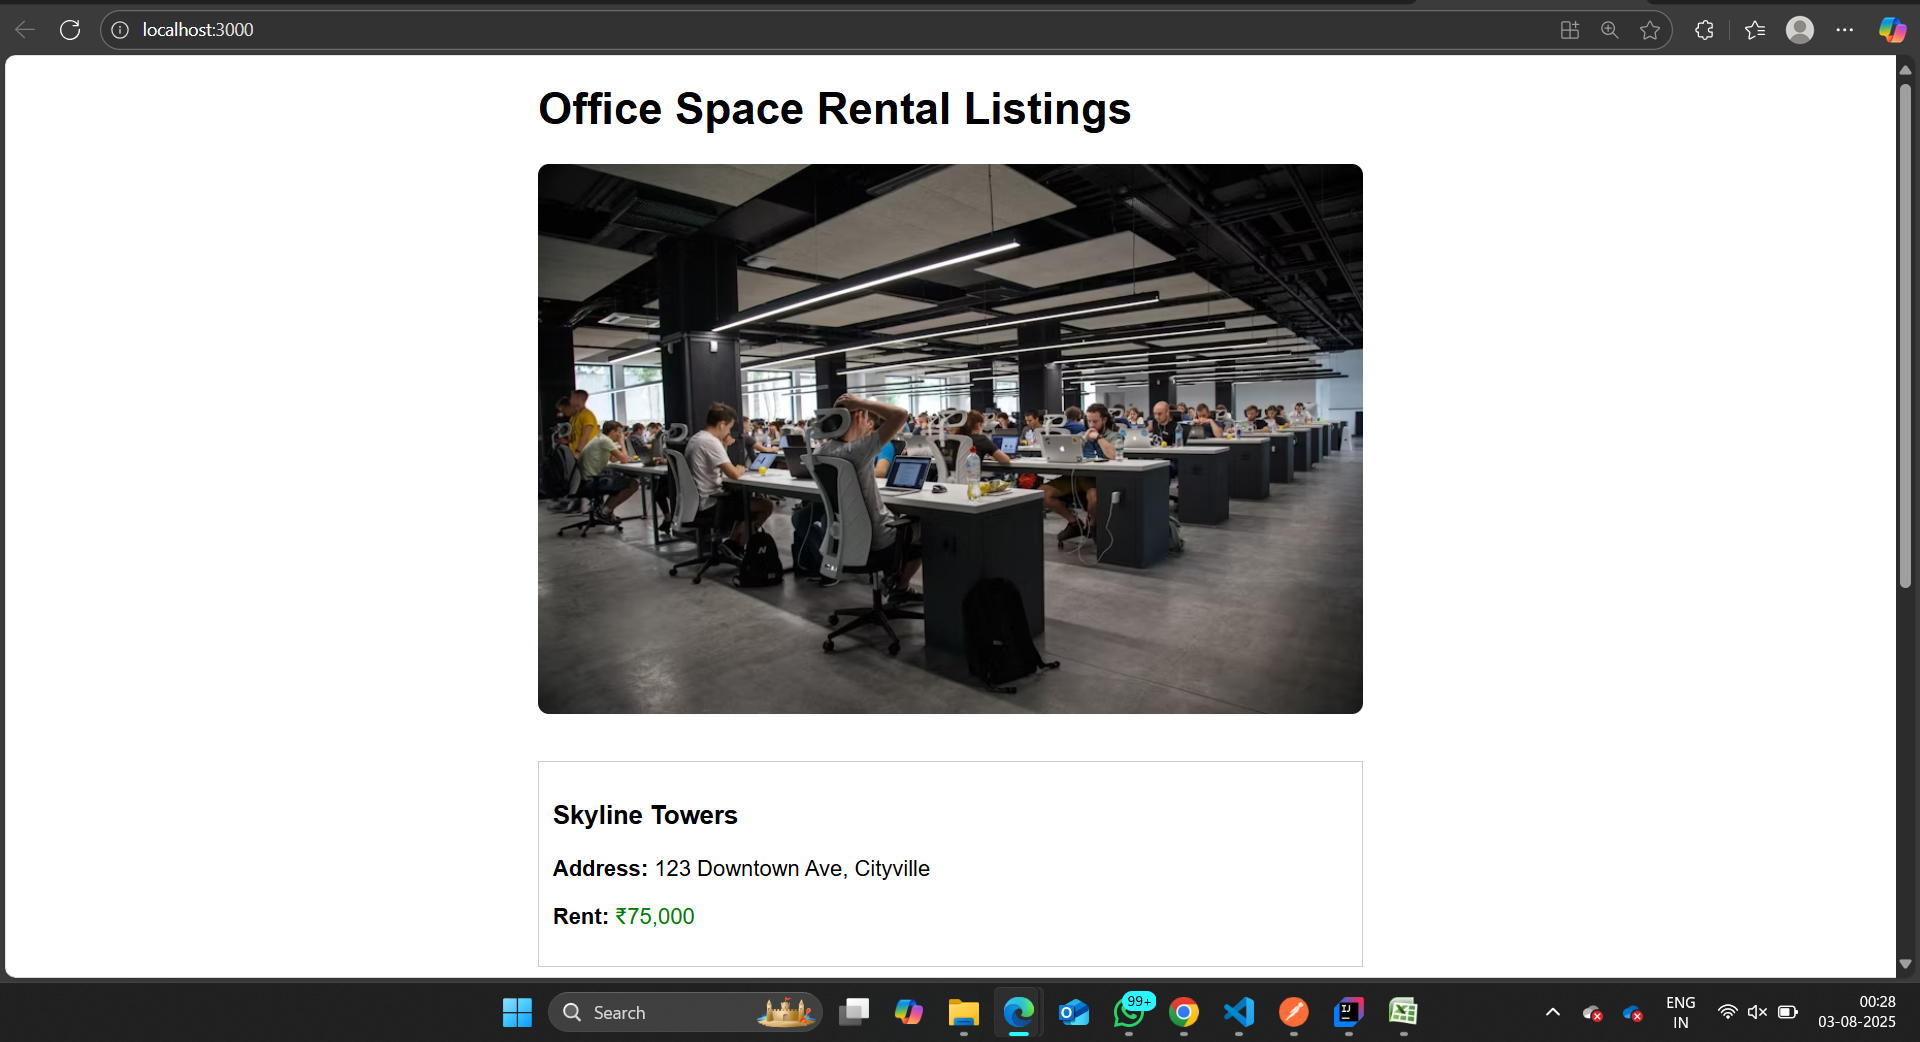 localhost:3000
Office Space Rental Listings
Skyline Towers
Address: 123 Downtown Ave, Cityville
Rent: ₹75,000
Search
99+
IJ
ENG
IN
00:28
03-08-2025